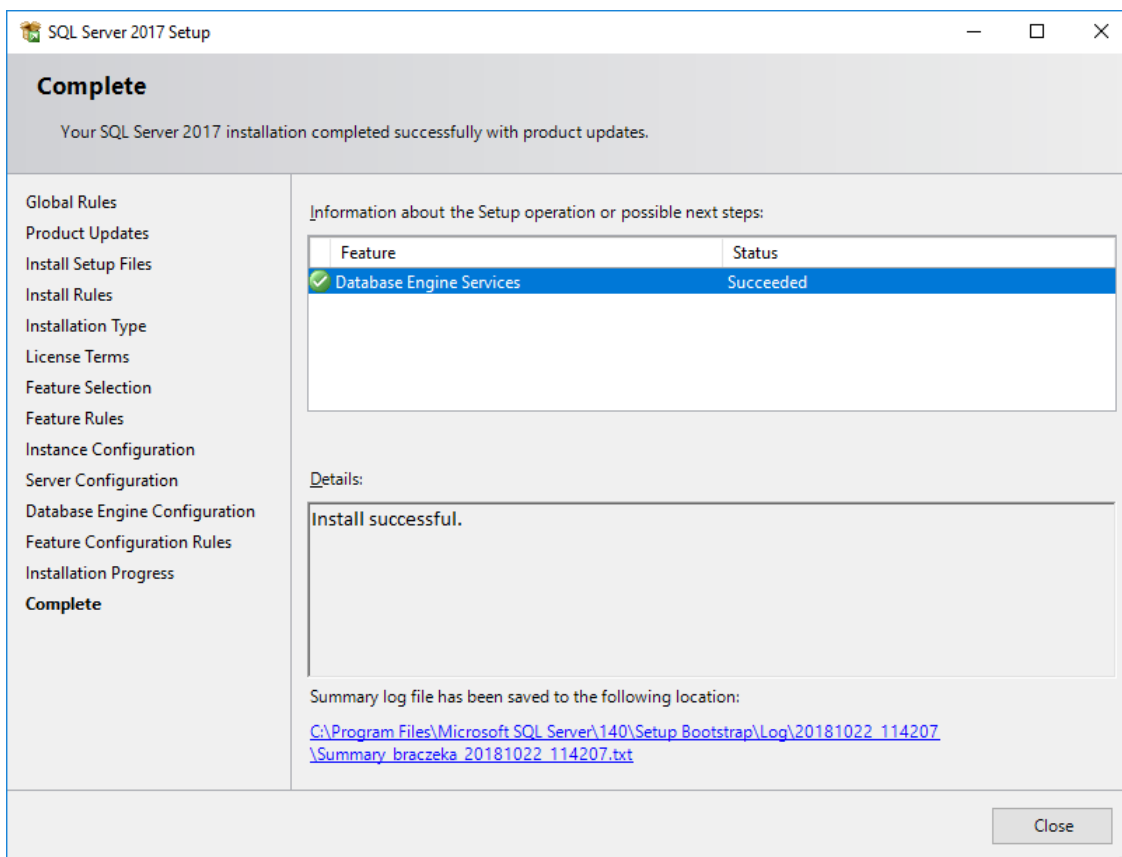 SQL Server 2017 Setup
Complete
Your SQL Server 2017 installation completed successfully with product updates.
Global Rules
Product Updates
Install Setup Files
Install Rules
Installation Type
License Terms
Feature Selection
Feature Rules
Instance Configuration
Server Configuration
Database Engine Configuration
Feature Configuration Rules
Installation Progress
Complete
Information about the Setup operation or possible next steps:
Feature Status
Database Engine Services Succeeded
Details:
Install successful.
Summary log file has been saved to the following location:
C:\Program Files\Microsoft SQL Server\140\Setup Bootstrap\Log\20181022_114207
\Summary_braczeka_20181022_114207.txt
Close